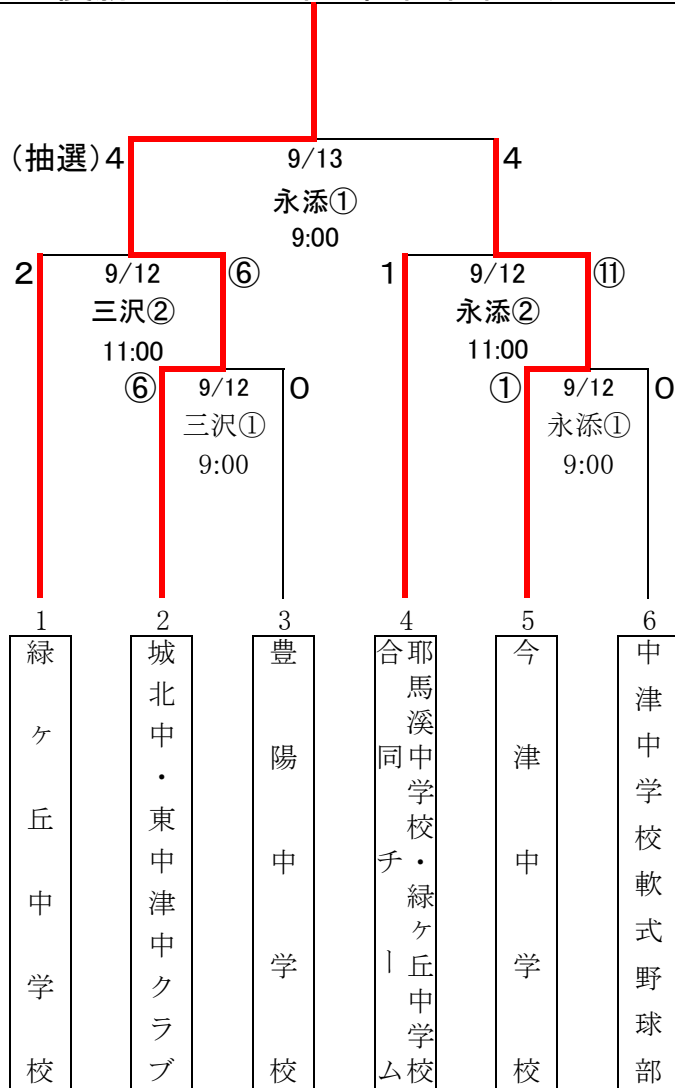 (抽選)4
9/13
4
永添①
9:00
2
9/12
⑥
1
9/12
⑪
三沢②
永添②
11:00
11:00
⑥
9/12
0
①
9/12
0
三沢①
永添①
9:00
9:00
1
2
3
4
5
6
緑ヶ丘中学校
城北中・東中津中クラブ
豊陽中学校
耶馬溪中学校・緑ヶ丘中学校
合同チーム
今津中学校
中津中学校軟式野球部